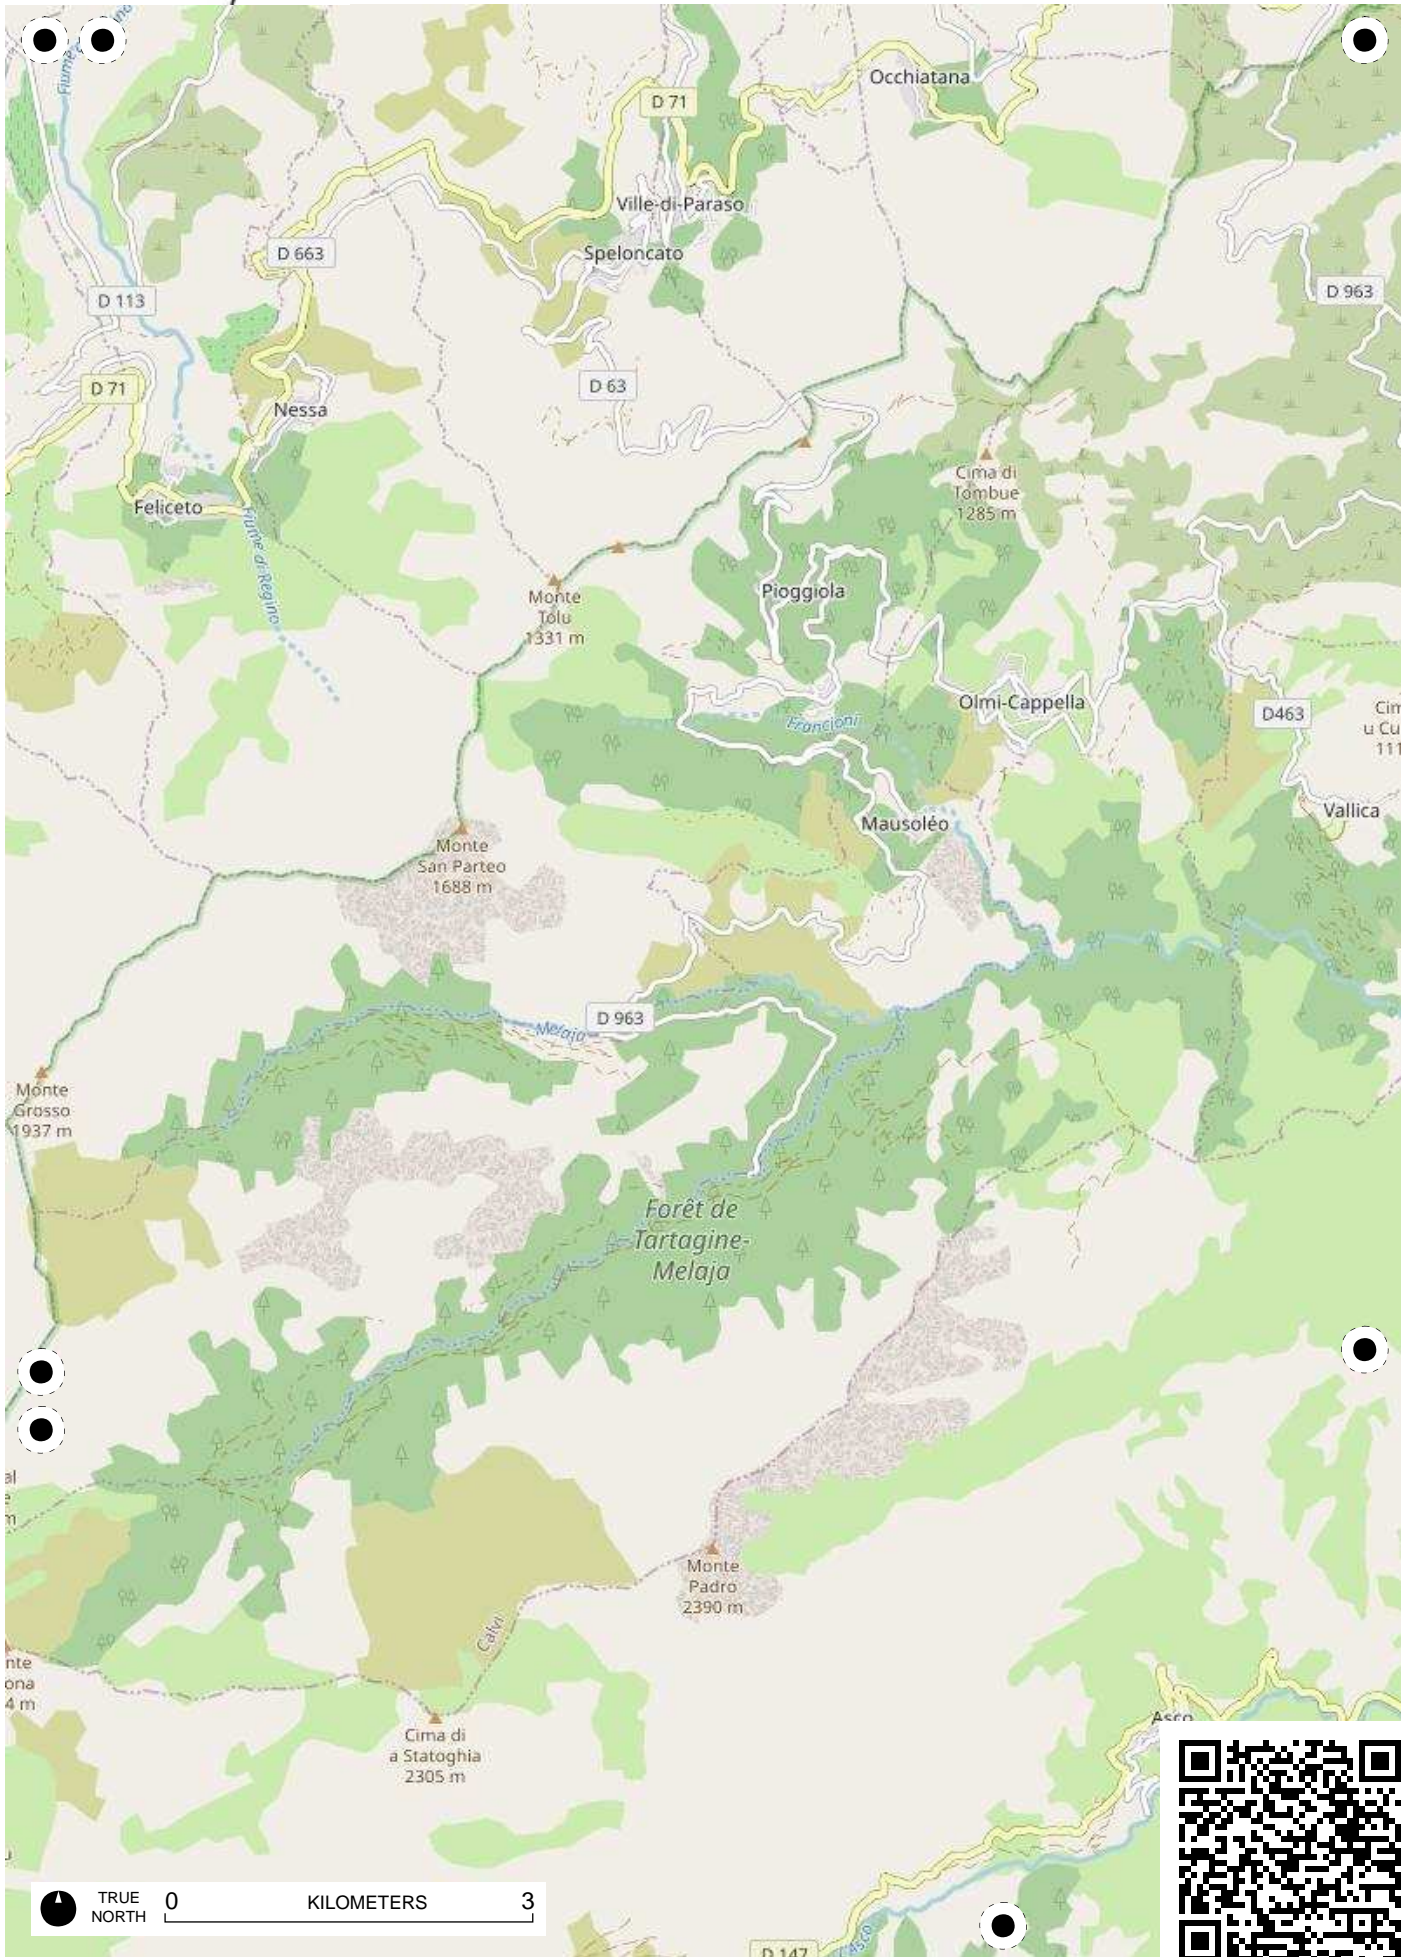 Occhiatana
D 71
Ville-di-Paraso
D 663
Speloncato
D 113
D 963
D 71
D 63
Nessa
Cima di
Tombue
1285 m
Feliceto
Fiume di Regino
Monte
Tolu
1331 m
Pioggiola
Olmi-Cappella
D463
Francioni
Vallica
Mausoléo
Monte
San Parteo
1688 m
D 963
Melaja
Monte
Grosso
1937 m
Forêt de
Tartagine-
Melaja
Monte
Padro
2390 m
Calvi
Asco
Cima di
a Statoghia
2305 m
TRUE
NORTH
0 KILOMETERS 3
D 147